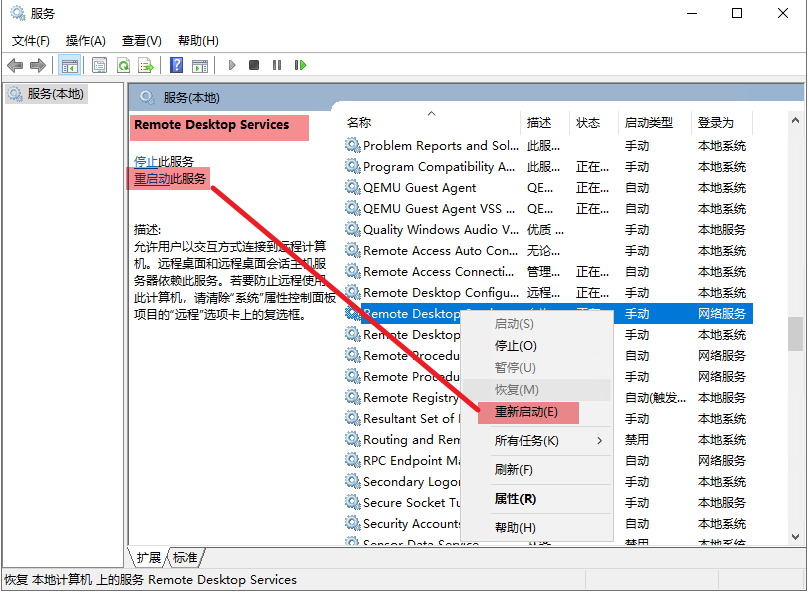 服务
文件(F) 操作(A) 查看(V) 帮助(H)
服务(本地)
服务(本地)
Remote Desktop Services
停止此服务
重启动此服务
描述:
允许用户以交互方式连接到远程计算
机。远程桌面和远程桌面会话主机服
务器依赖此服务。若要防止远程使用
此计算机，请清除"系统"属性控制面板
项目的"远程"选项卡上的复选框。
名称 描述 状态 启动类型 登录为
Problem Reports and Sol... 此服... 手动 本地系统
Program Compatibility A... 此服... 正在... 手动 本地系统
QEMU Guest Agent QE... 正在... 自动 本地系统
QEMU Guest Agent VSS ... QE... 正在... 自动 本地系统
Quality Windows Audio V... 优质 ... 手动 本地服务
Remote Access Auto Con... 无论... 手动 本地系统
Remote Access Connecti... 管理... 正在... 自动 本地系统
Remote Desktop Configu... 远程... 正在... 手动 本地系统
Remote Desktop 手动 网络服务
Remote Desktop 手动 本地系统
Remote Procedu 自动 网络服务
Remote Procedu 手动 网络服务
Remote Registry 自动(触发... 本地服务
Resultant Set of 手动 本地系统
Routing and Rem 禁用 本地系统
RPC Endpoint Ma 自动 网络服务
Secondary Logon 手动 本地系统
Secure Socket Tu 手动 本地服务
Security Accounts 自动 本地系统
Sensor Data Service 禁用 本地系统
启动(S)
停止(O)
暂停(U)
恢复(M)
重新启动(E)
所有任务(K)
刷新(F)
属性(R)
帮助(H)
扩展 标准
恢复 本地计算机 上的服务 Remote Desktop Services